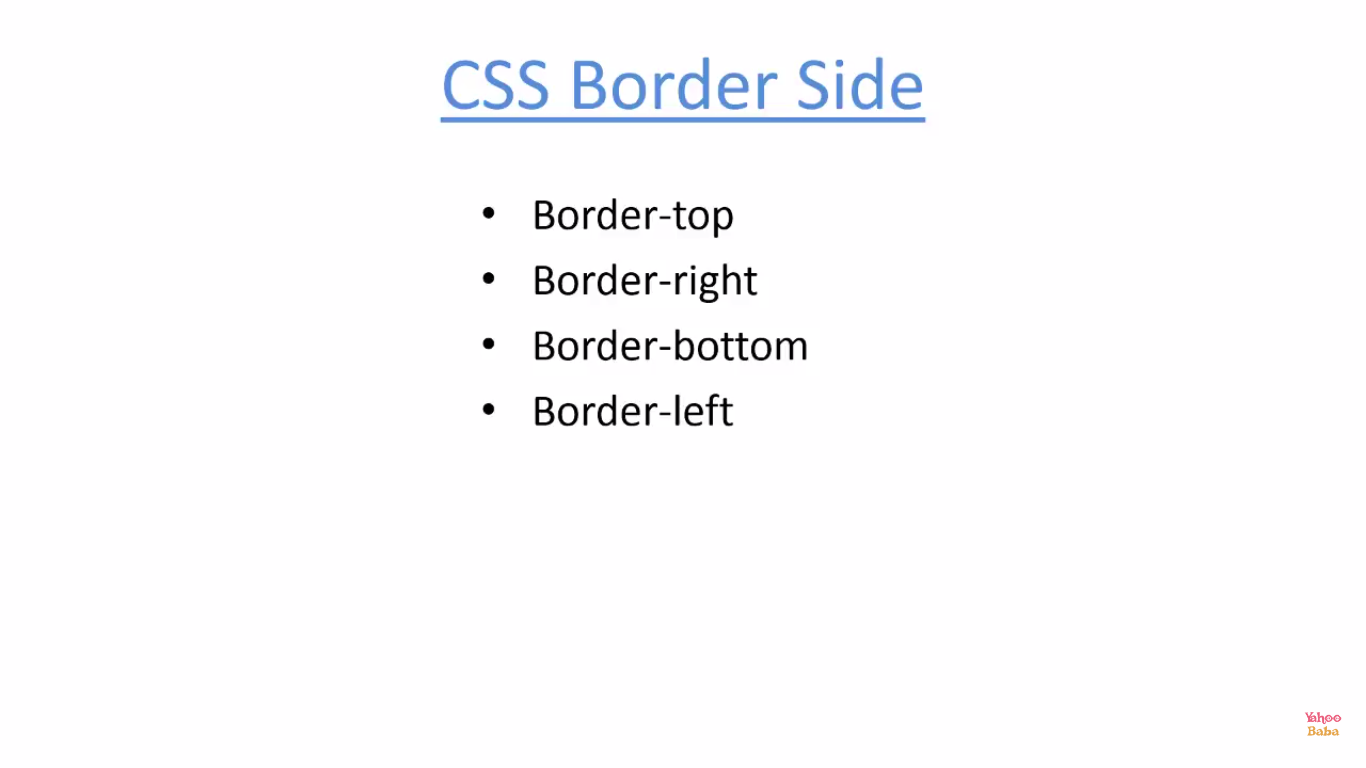 CSS Border Side
• Border-top
• Border-right
• Border-bottom
• Border-left
Yahoo
Baba